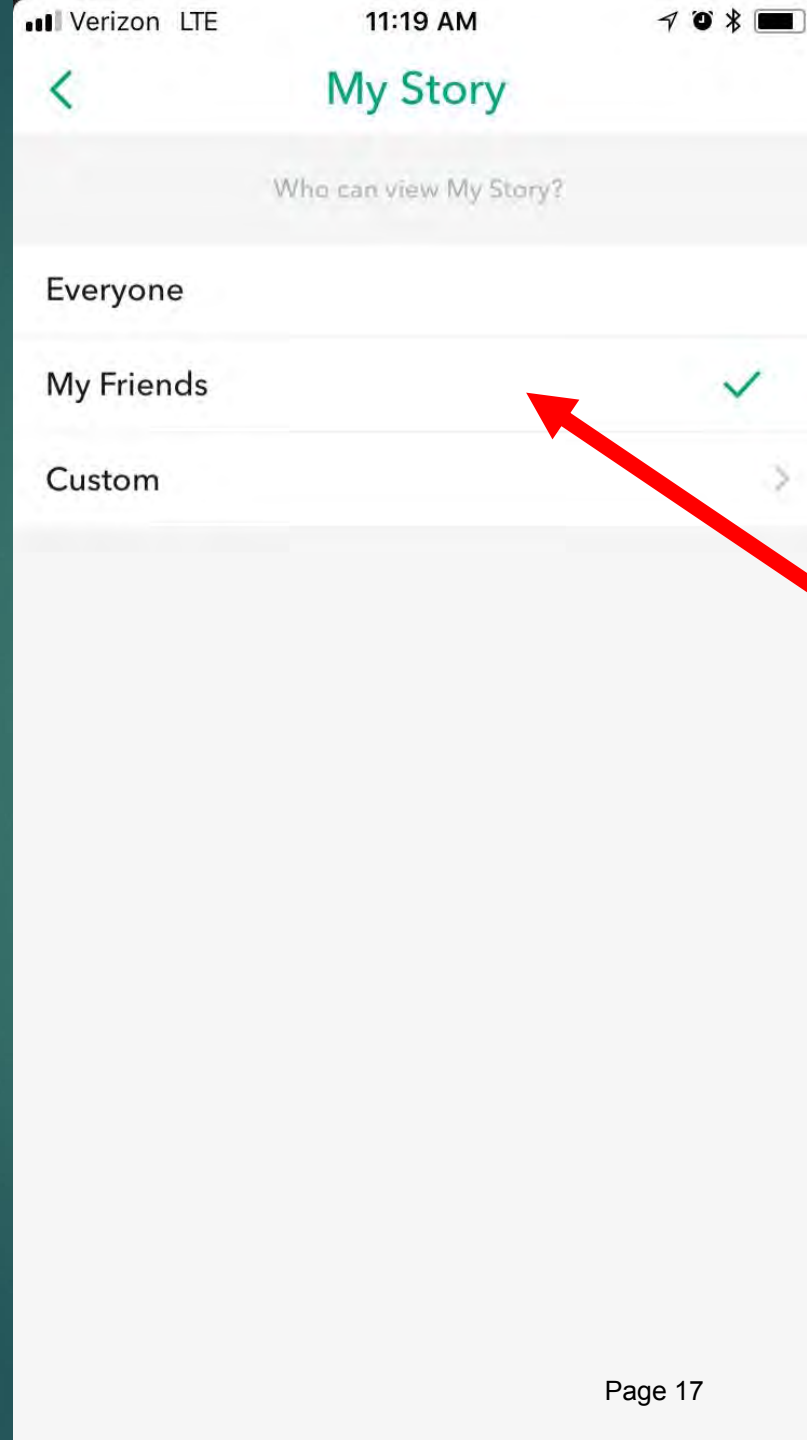 Verizon LTE 11:19 AM
My Story
Who can view My Story?
Everyone
My Friends
Custom
Page 17